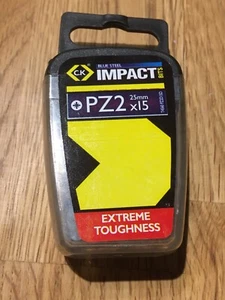 C.K
BLUE STEEL
IMPACT BITS
PZ2 25mm x15
EXTREME
TOUGHNESS